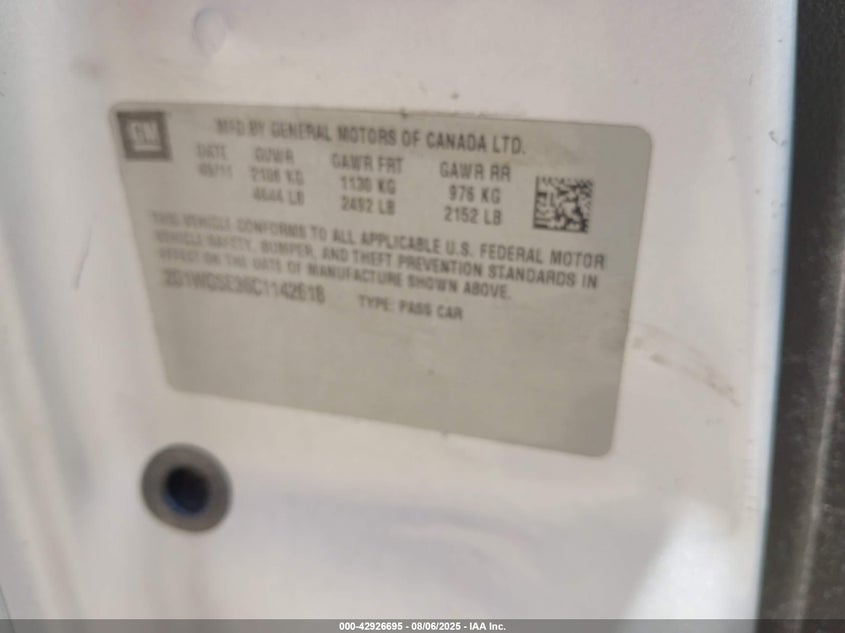 GM
MFD BY GENERAL MOTORS OF CANADA LTD.
DATE GVWR GAWR FRT GAWR RR
09/11 2106 KG 1130 KG 976 KG
4644 LB 2492 LB 2152 LB
THIS VEHICLE CONFORMS TO ALL APPLICABLE U.S. FEDERAL MOTOR
VEHICLE SAFETY, BUMPER, AND THEFT PREVENTION STANDARDS IN
EFFECT ON THE DATE OF MANUFACTURE SHOWN ABOVE.
TYPE: PASS CAR
000-42926695 - 08/06/2025 - IAA Inc.